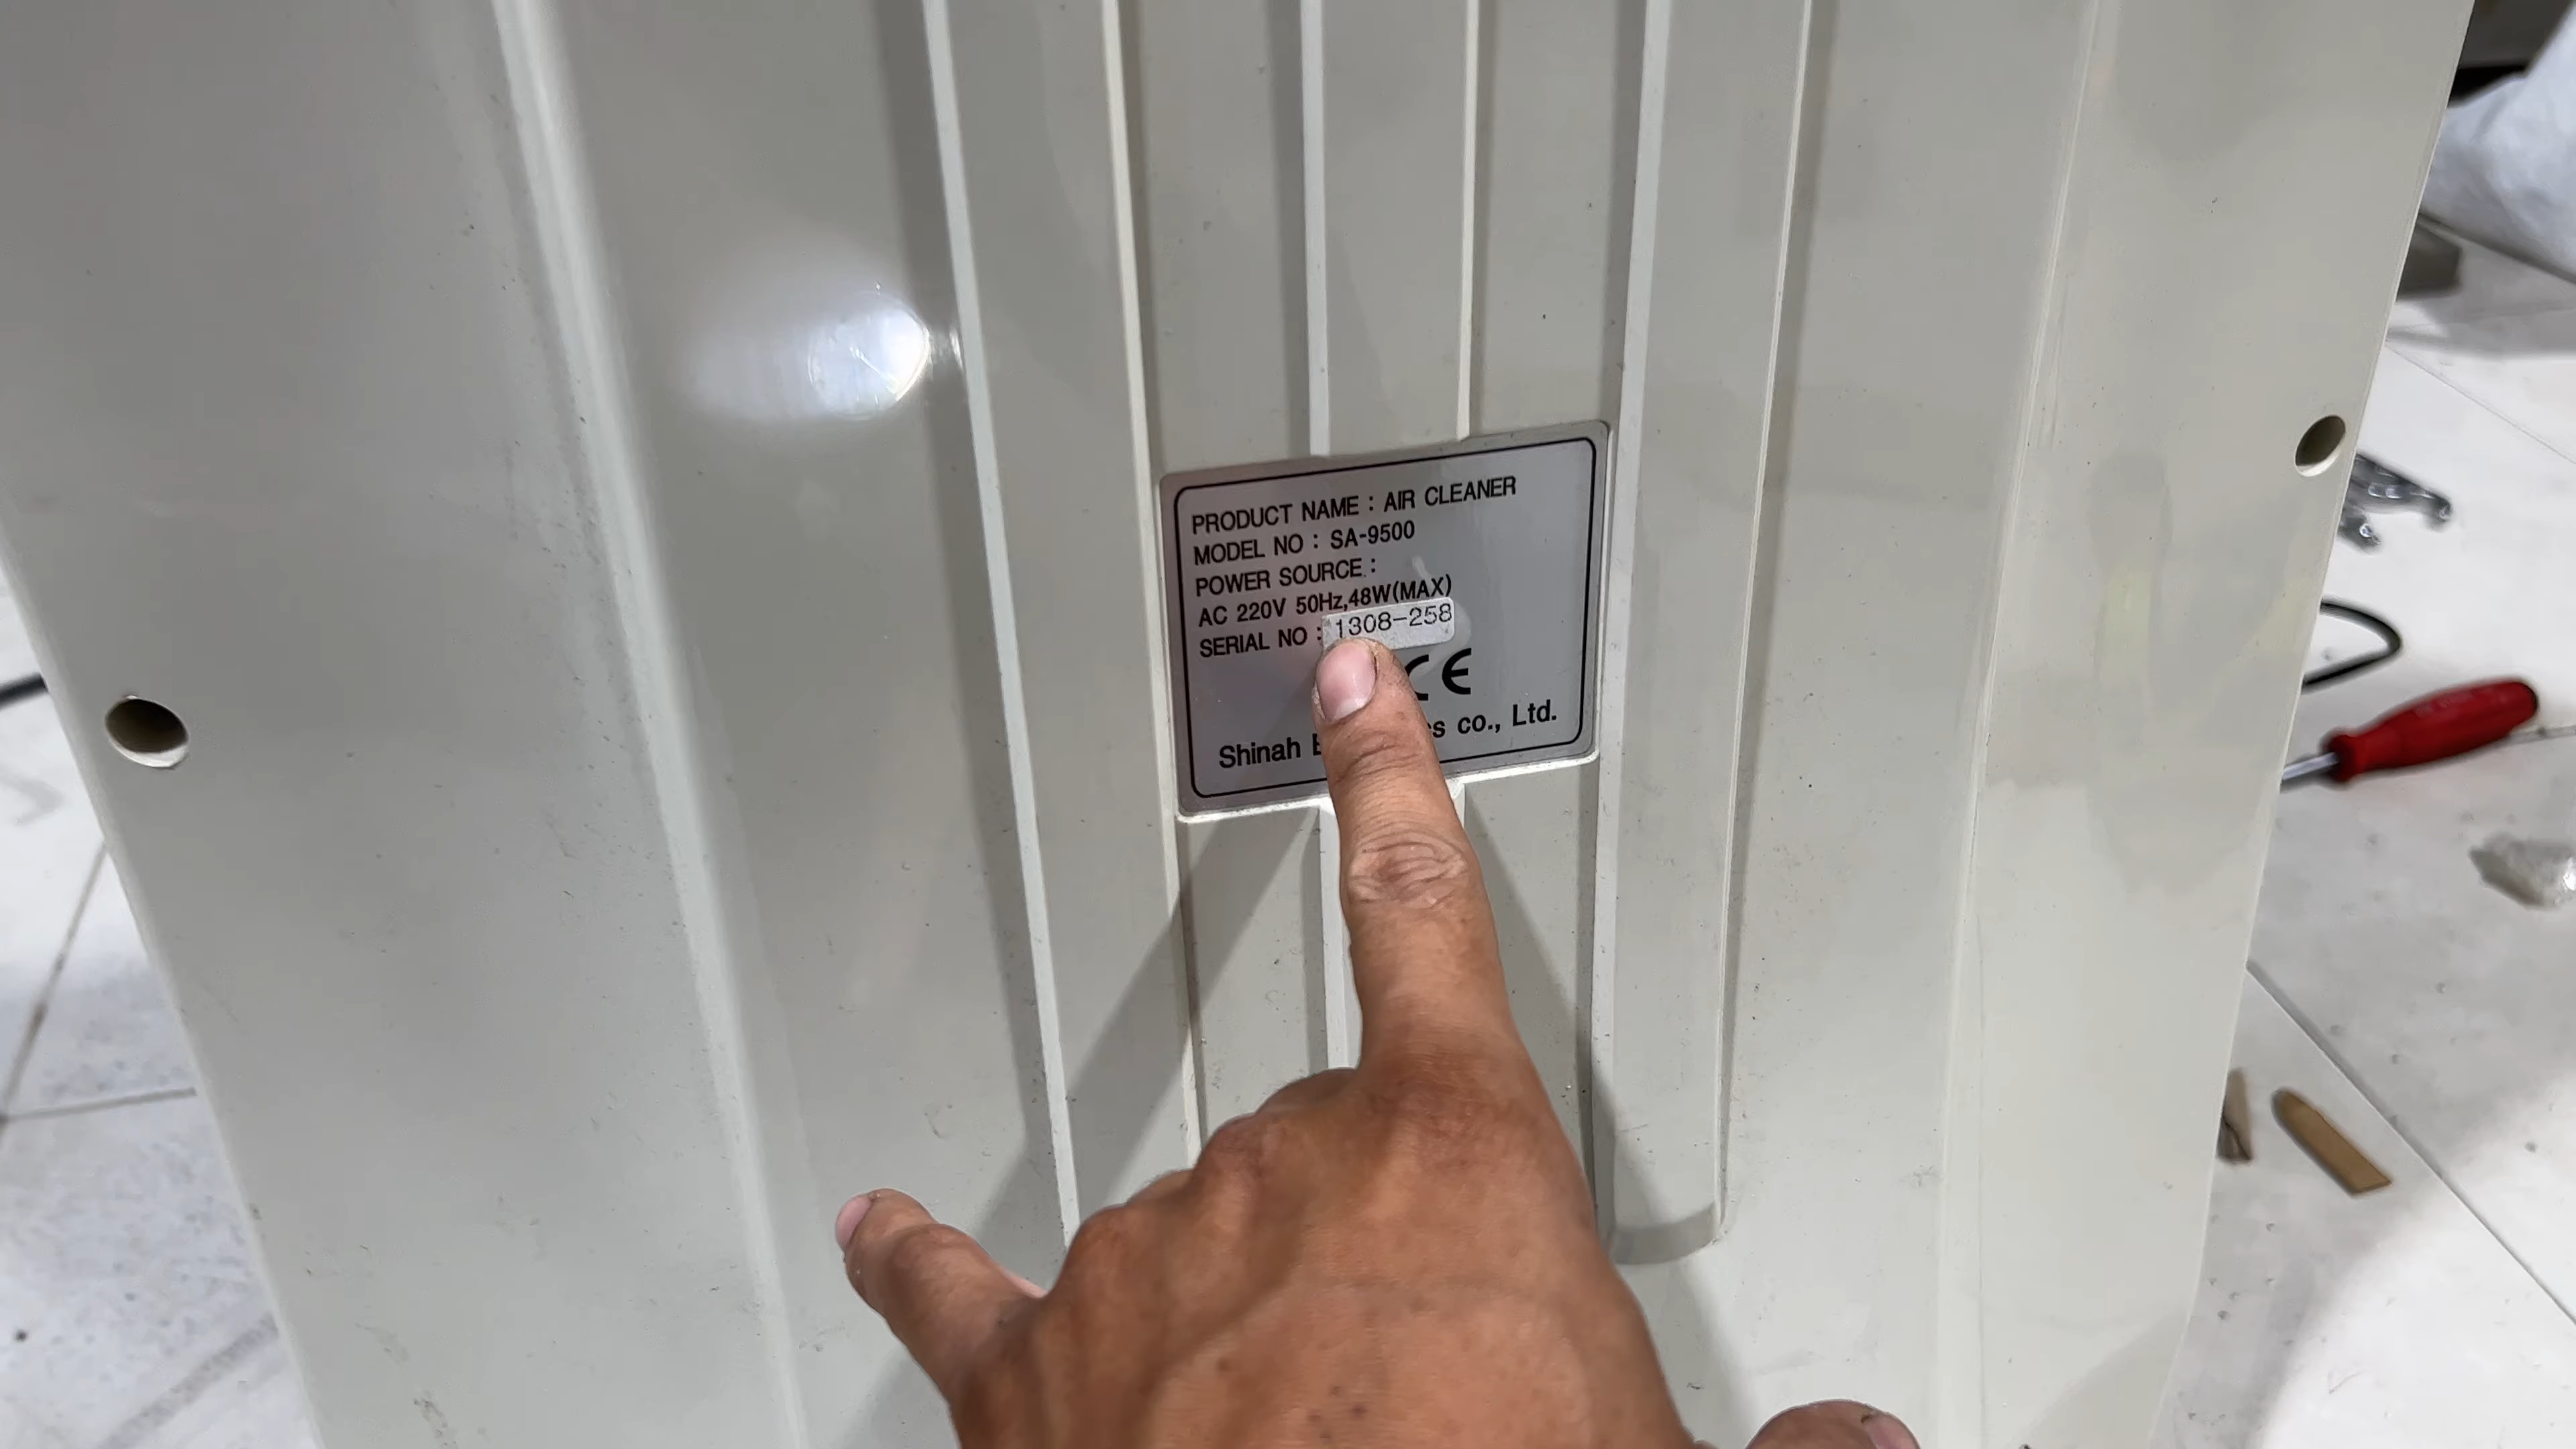 PRODUCT NAME : AIR CLEANER
MODEL NO : SA-9500
POWER SOURCE :
AC 220V 50Hz,48W(MAX)
SERIAL NO : 1308-258
CE
Shinah co., Ltd.